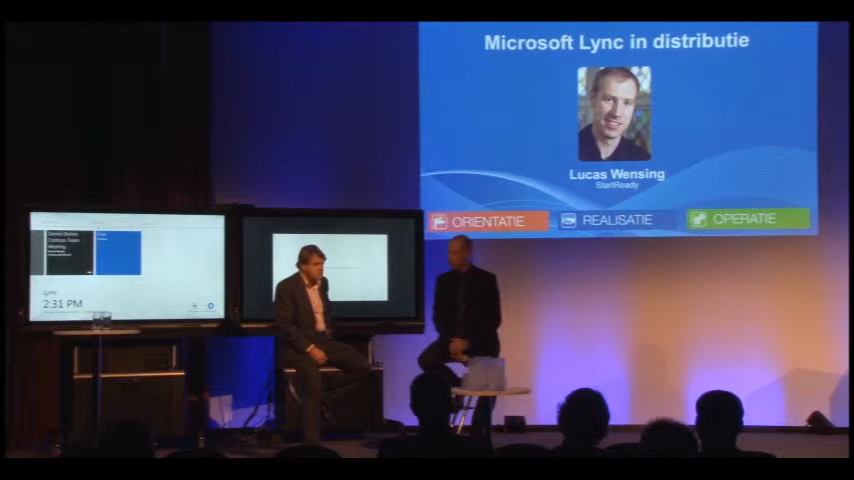 Microsoft Lync in distributie
Lucas Wensing
StartReady
ORIENTATIE
REALISATIE
OPERATIE
Lync
2:31 PM